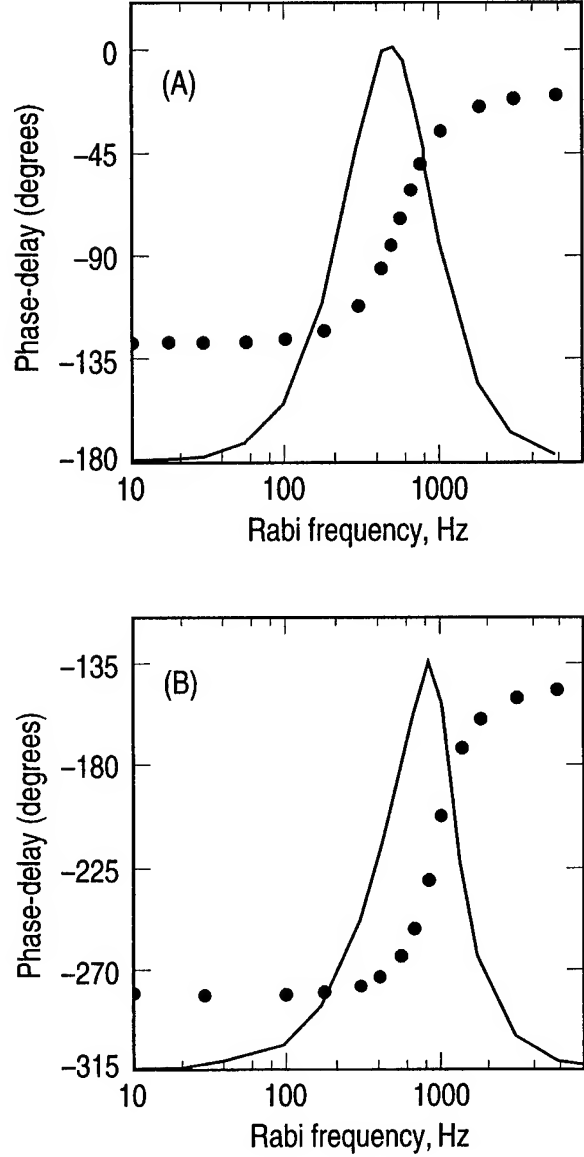 0
(A)
−45
−90
−135
−180
Phase-delay (degrees)
10
100
1000
Rabi frequency, Hz
−135
(B)
−180
−225
−270
−315
Phase-delay (degrees)
10
100
1000
Rabi frequency, Hz